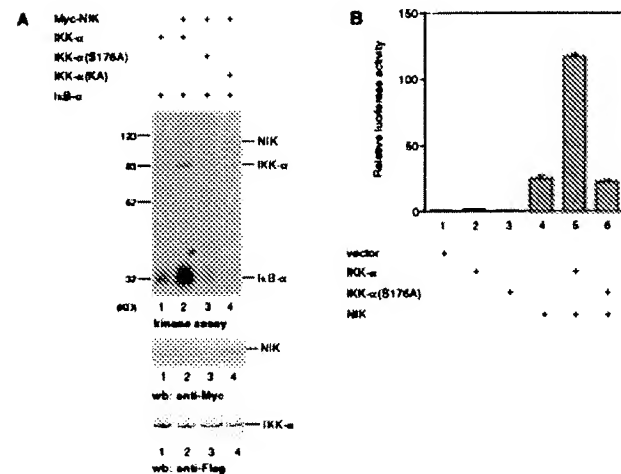 A
Myc-NIK + + +
IKK-α + +
IKK-α(S176A) +
IKK-α(KA) +
IκB-α + + + +
NIK
83 IKK-α
62
32 IκB-α
1 2 3 4
kinase assay
NIK
1 2 3 4
wb: anti-Myc
IKK-α
1 2 3 4
wb: anti-Flag
B
150
100
50
0
Relative luciferase activity
1 2 3 4 5 6
vector +
IKK-α + +
IKK-α(S176A) + +
NIK + + +